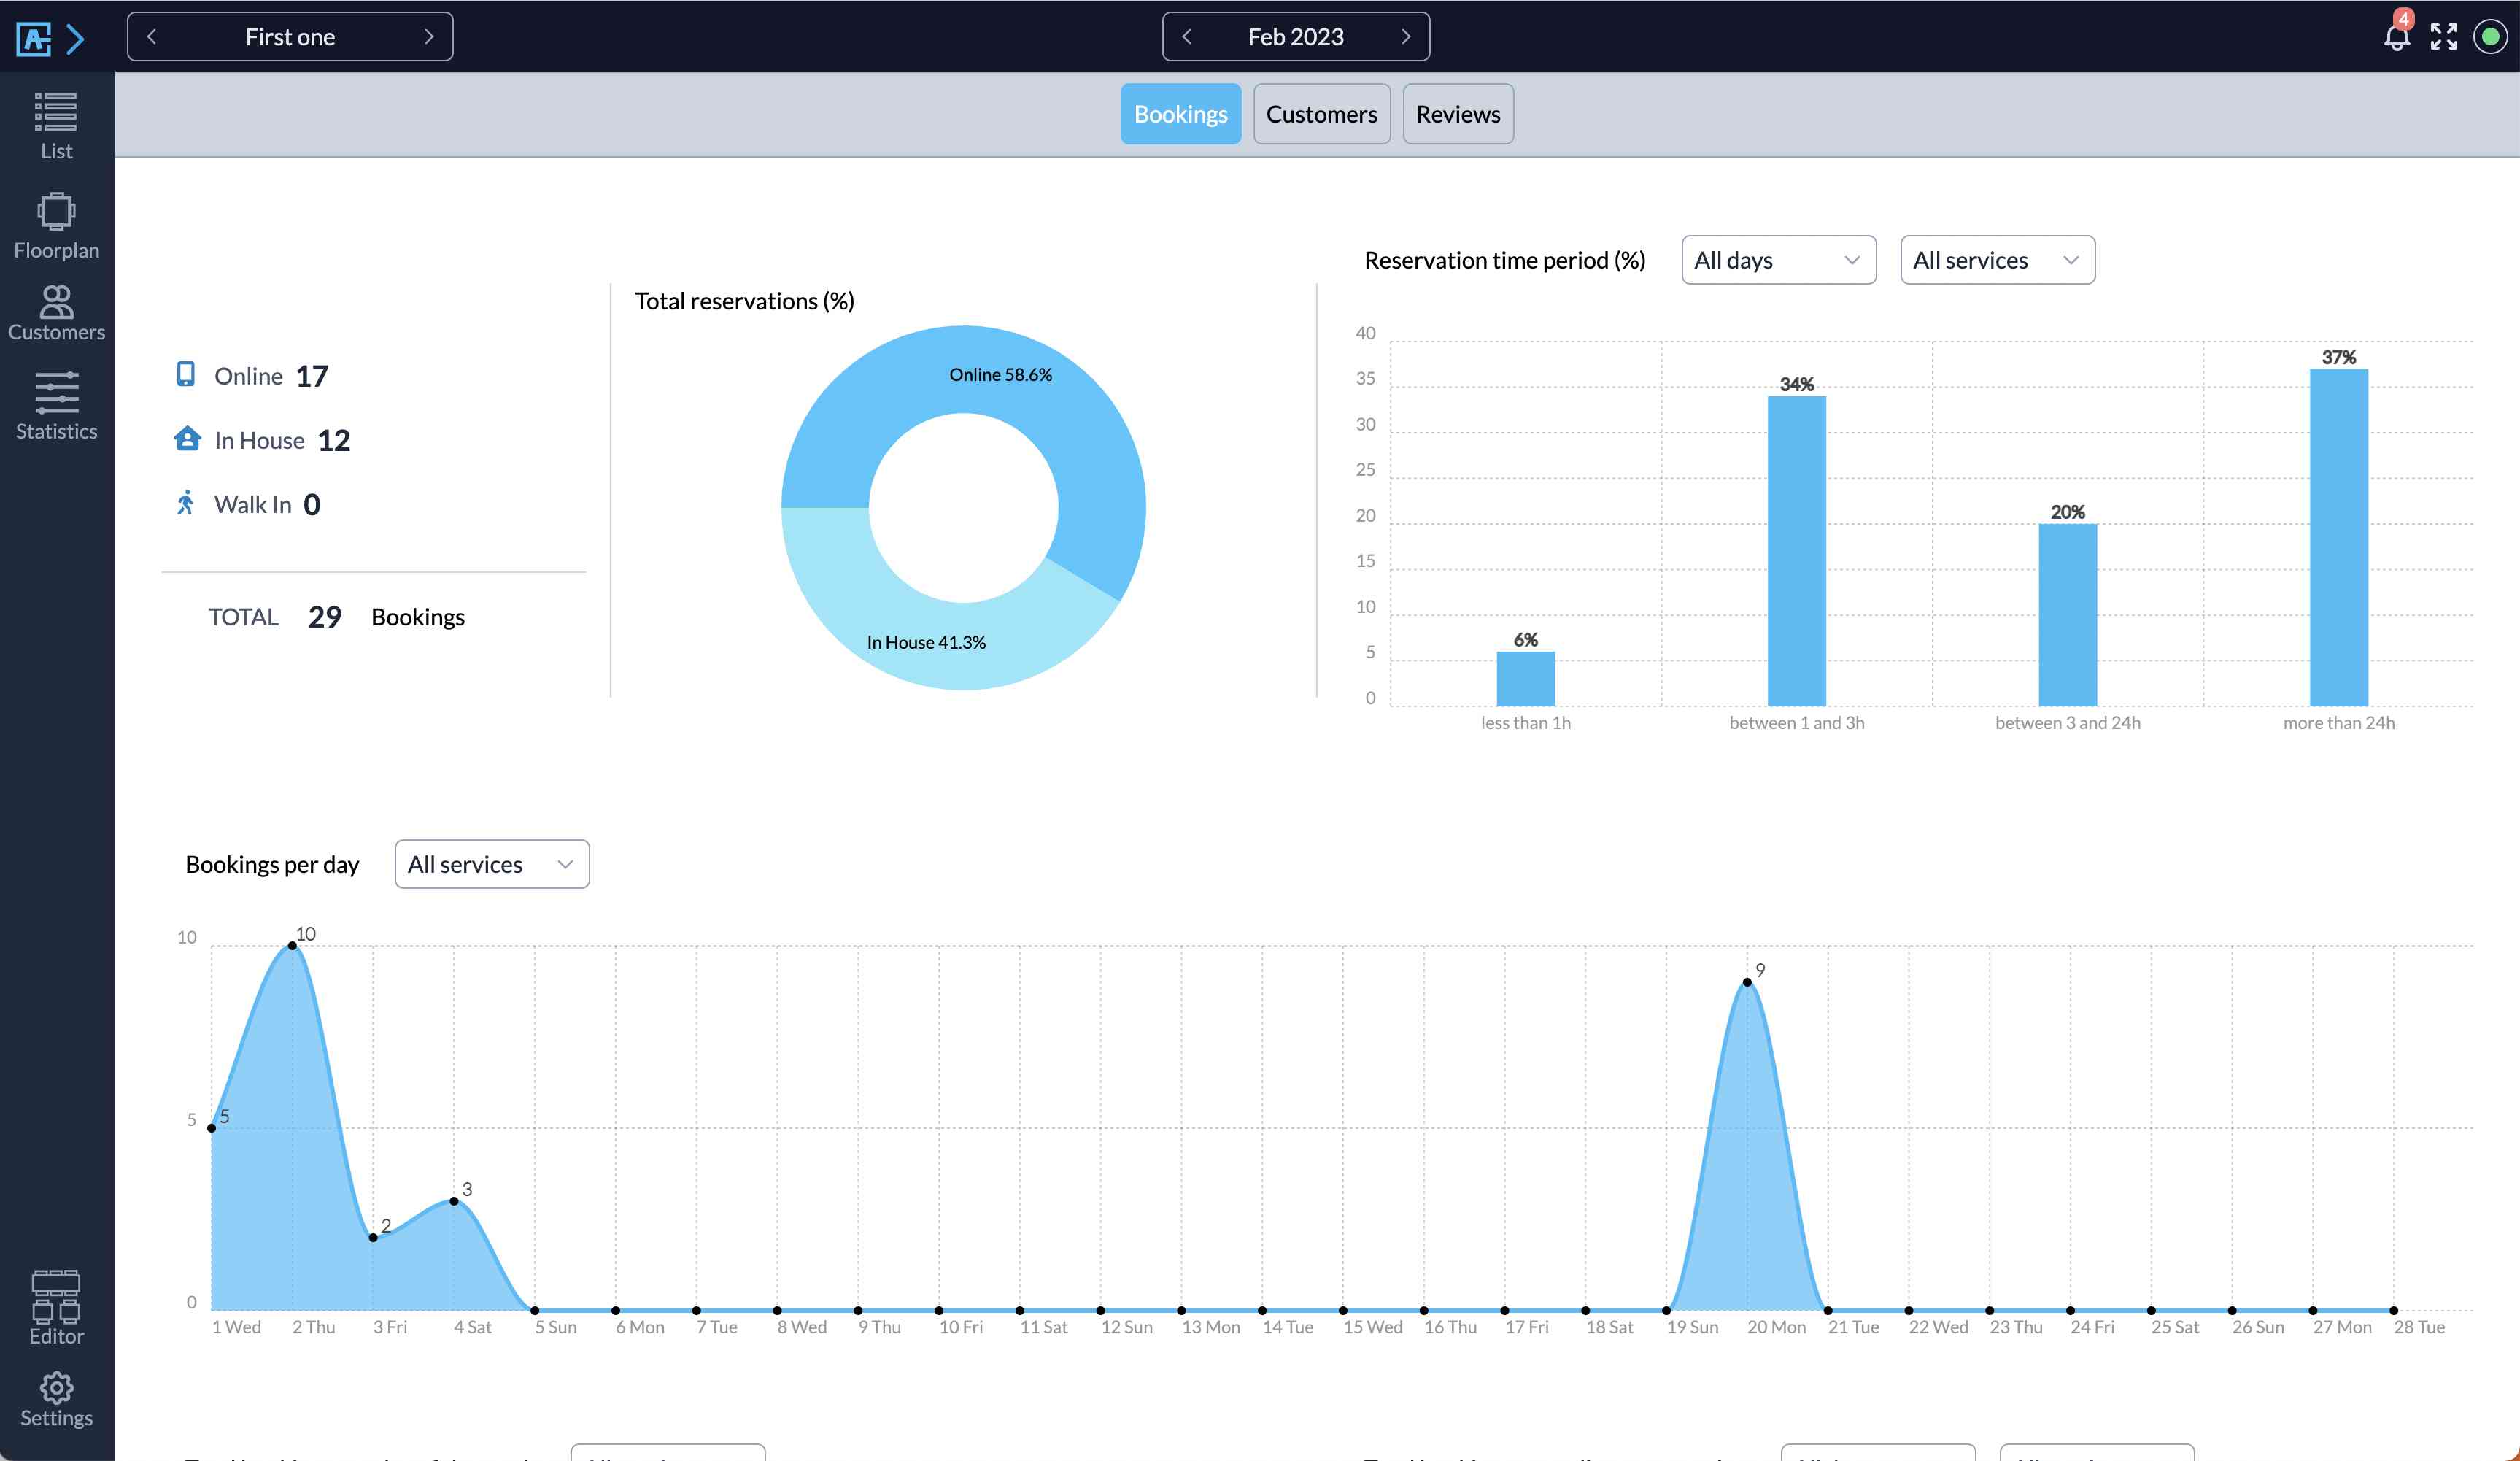 First one
Feb 2023
4
List
Floorplan
Customers
Statistics
Editor
Settings
Bookings
Customers
Reviews
Online 17
In House 12
Walk In 0
TOTAL 29 Bookings
Total reservations (%)
Online 58.6%
In House 41.3%
Reservation time period (%)
All days
All services
40
35
30
25
20
15
10
5
0
6%
34%
20%
37%
less than 1h
between 1 and 3h
between 3 and 24h
more than 24h
Bookings per day
All services
10
5
0
5
10
2
3
9
1 Wed
2 Thu
3 Fri
4 Sat
5 Sun
6 Mon
7 Tue
8 Wed
9 Thu
10 Fri
11 Sat
12 Sun
13 Mon
14 Tue
15 Wed
16 Thu
17 Fri
18 Sat
19 Sun
20 Mon
21 Tue
22 Wed
23 Thu
24 Fri
25 Sat
26 Sun
27 Mon
28 Tue